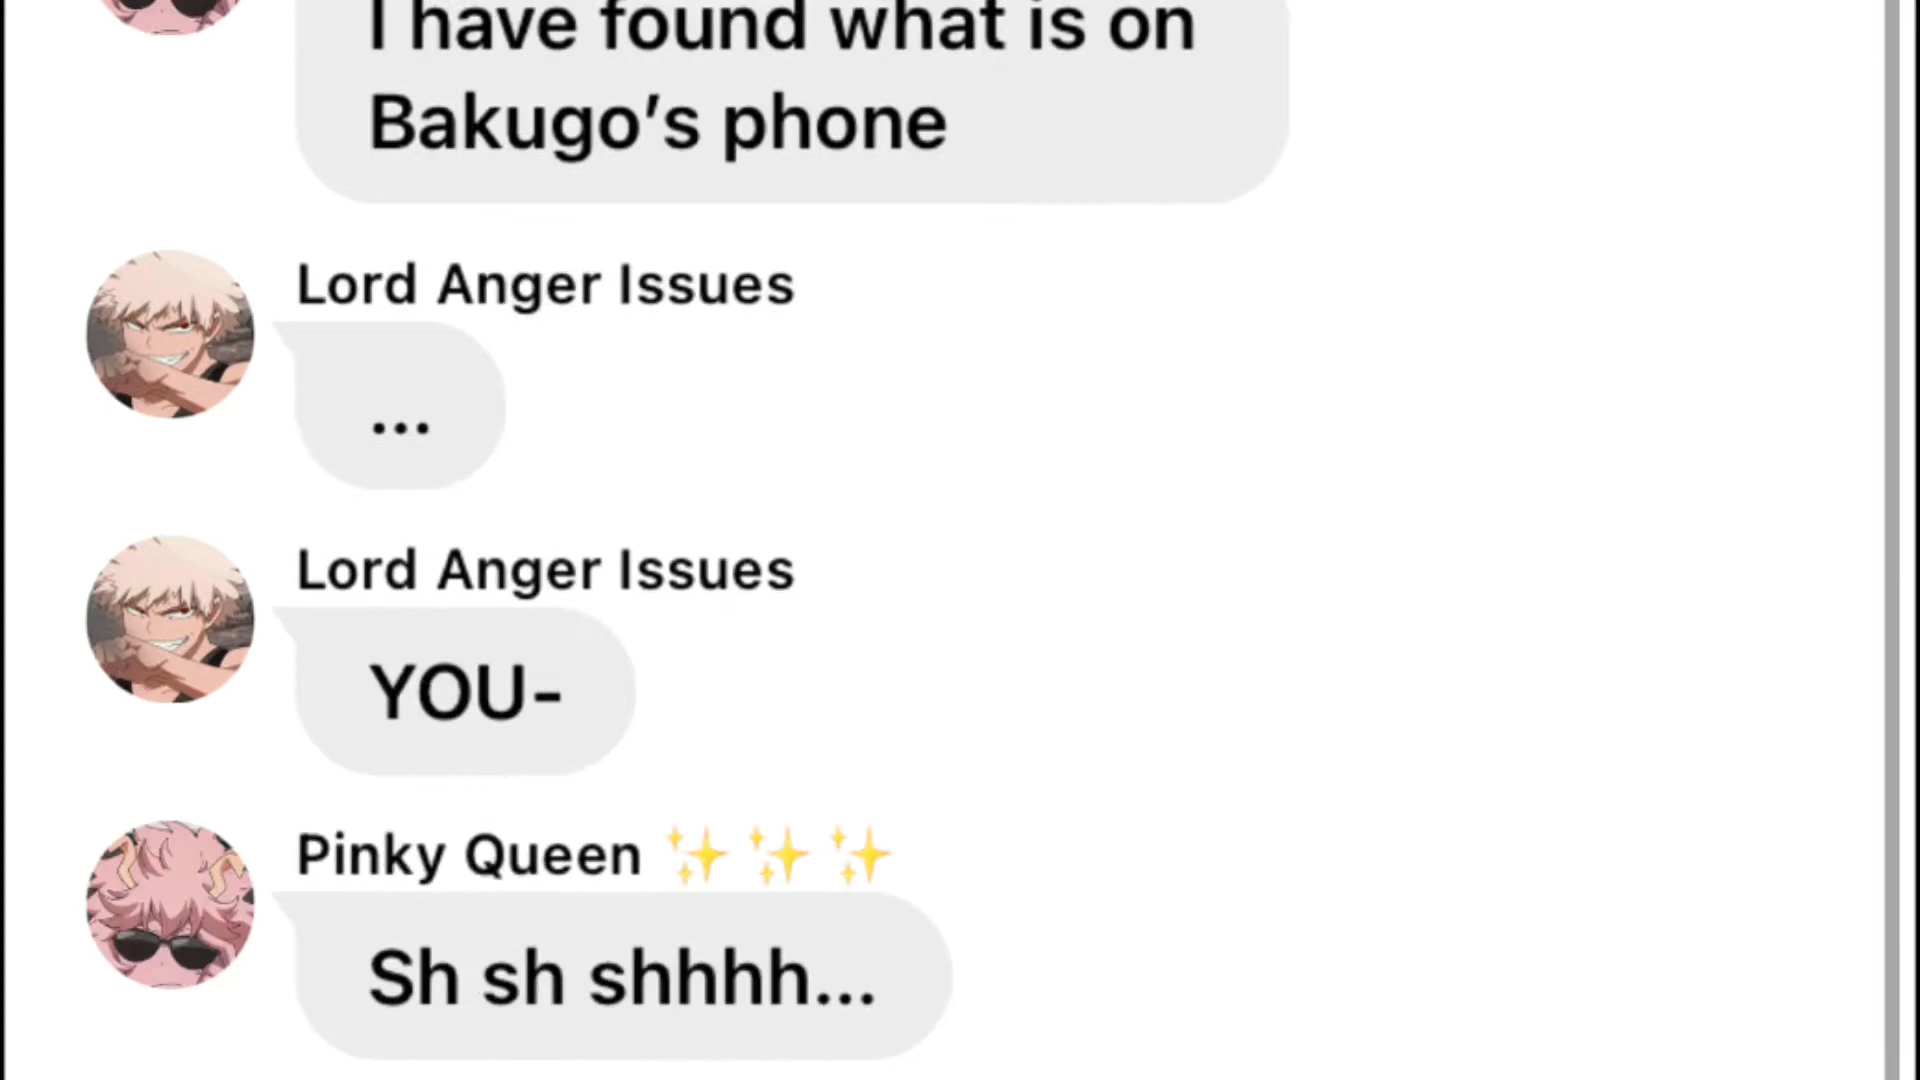 I have found what is on
Bakugo’s phone
Lord Anger Issues
...
Lord Anger Issues
YOU-
Pinky Queen ✨ ✨ ✨
Sh sh shhhh...